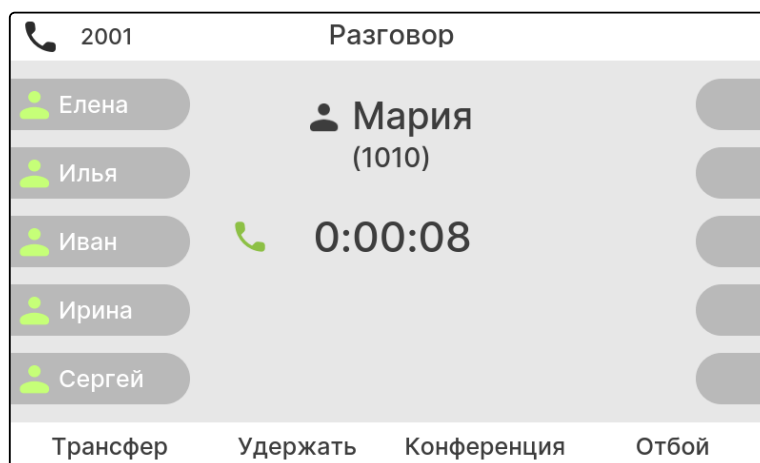 2001 Разговор
Елена
Илья
Иван
Ирина
Сергей
Мария
(1010)
0:00:08
Трансфер Удержать Конференция Отбой